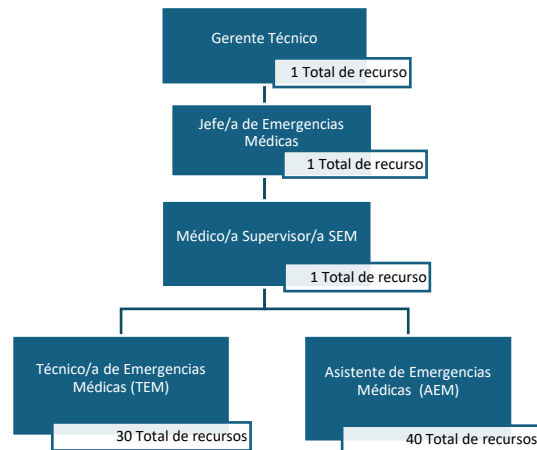 Gerente Técnico
1 Total de recurso
Jefe/a de Emergencias
Médicas
1 Total de recurso
Médico/a Supervisor/a SEM
1 Total de recurso
Técnico/a de Emergencias
Médicas (TEM)
30 Total de recursos
Asistente de Emergencias
Médicas (AEM)
40 Total de recursos